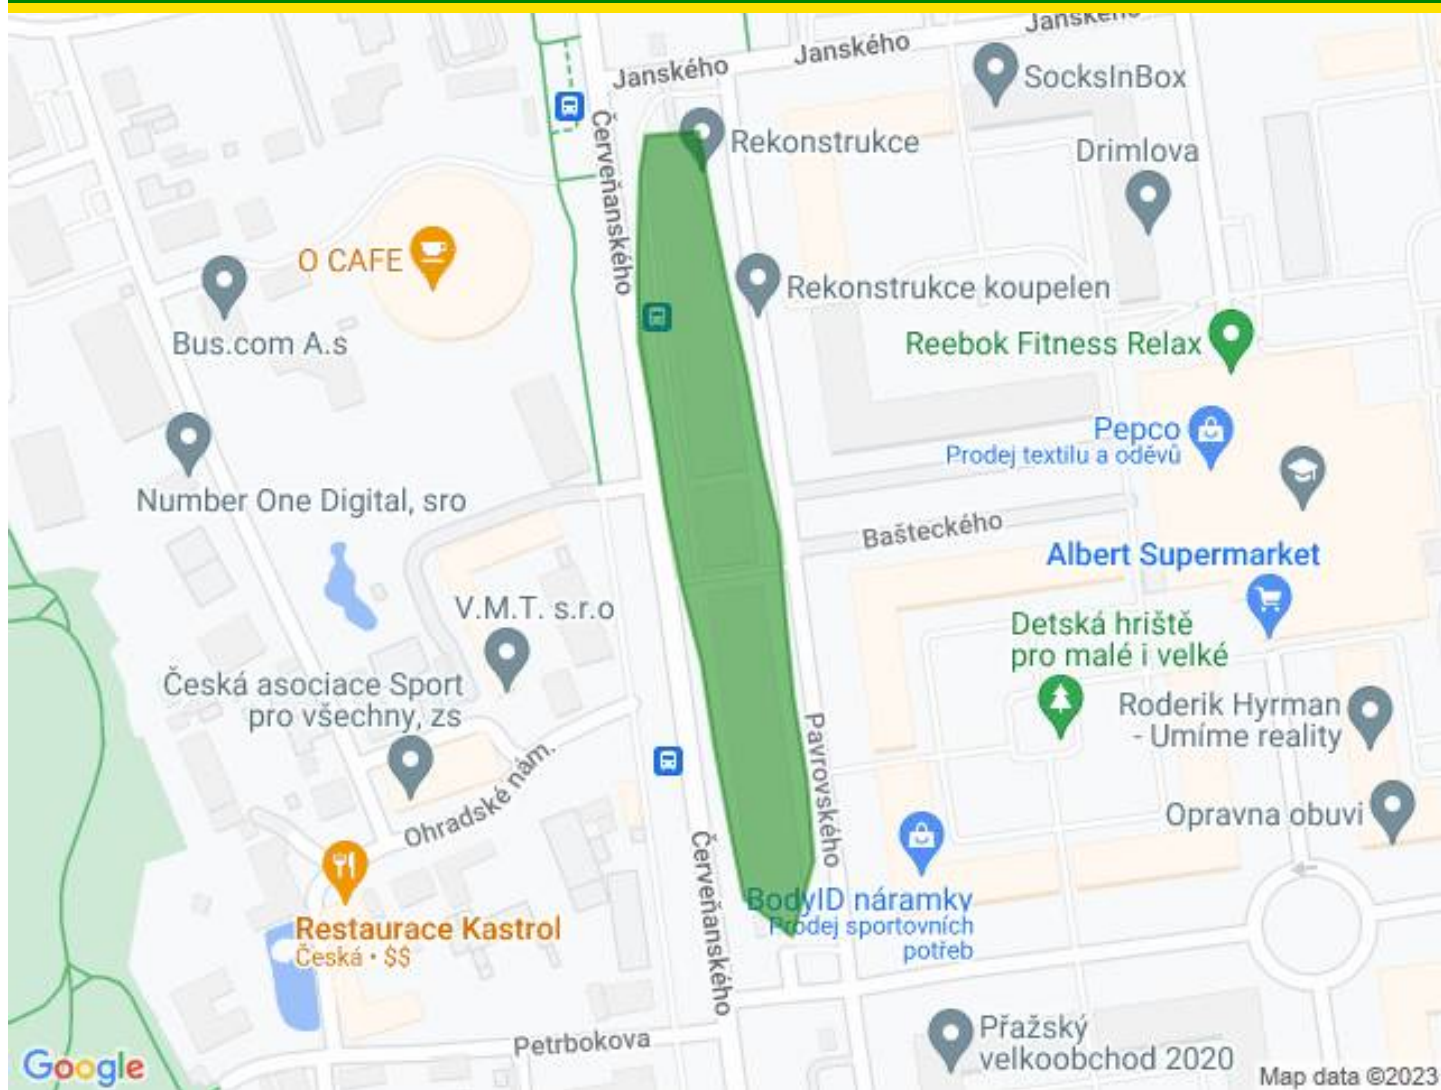 Janského
Janského
Janského
SocksInBox
Červeňanského
Rekonstrukce
Drimlova
O CAFE
Rekonstrukce koupelen
Bus.com A.s
Reebok Fitness Relax
Pepco
Prodej textilu a oděvů
Number One Digital, sro
Bašteckého
Albert Supermarket
V.M.T. s.r.o
Detská hriště
pro malé i velké
Česká asociace Sport
pro všechny, zs
Roderik Hyrman
- Umíme reality
Pavrovského
Ohradské nám.
Opravna obuvi
Červeňanského
BodyID náramky
Prodej sportovních
potřeb
Restaurace Kastrol
Česká • $$
Petrbokova
Přažský
velkoobchod 2020
Google
Map data ©2023